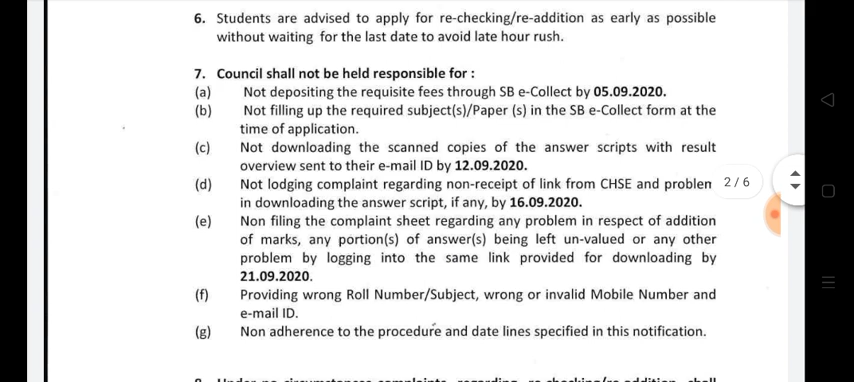 6. Students are advised to apply for re-checking/re-addition as early as possible
without waiting for the last date to avoid late hour rush.
7. Council shall not be held responsible for :
(a) Not depositing the requisite fees through SB e-Collect by 05.09.2020.
(b) Not filling up the required subject(s)/Paper (s) in the SB e-Collect form at the
time of application.
(c) Not downloading the scanned copies of the answer scripts with result
overview sent to their e-mail ID by 12.09.2020.
(d) Not lodging complaint regarding non-receipt of link from CHSE and problem
2 / 6
in downloading the answer script, if any, by 16.09.2020.
(e) Non filing the complaint sheet regarding any problem in respect of addition
of marks, any portion(s) of answer(s) being left un-valued or any other
problem by logging into the same link provided for downloading by
21.09.2020.
(f) Providing wrong Roll Number/Subject, wrong or invalid Mobile Number and
e-mail ID.
(g) Non adherence to the procedure and date lines specified in this notification.